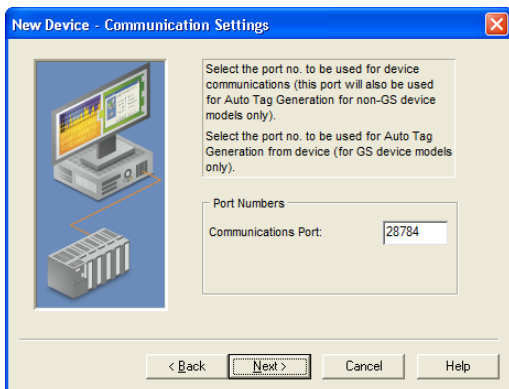 New Device - Communication Settings
Select the port no. to be used for device
communications (this port will also be used
for Auto Tag Generation for non-GS device
models only).
Select the port no. to be used for Auto Tag
Generation from device (for GS device models
only).
Port Numbers
Communications Port: 28784
< Back Next > Cancel Help